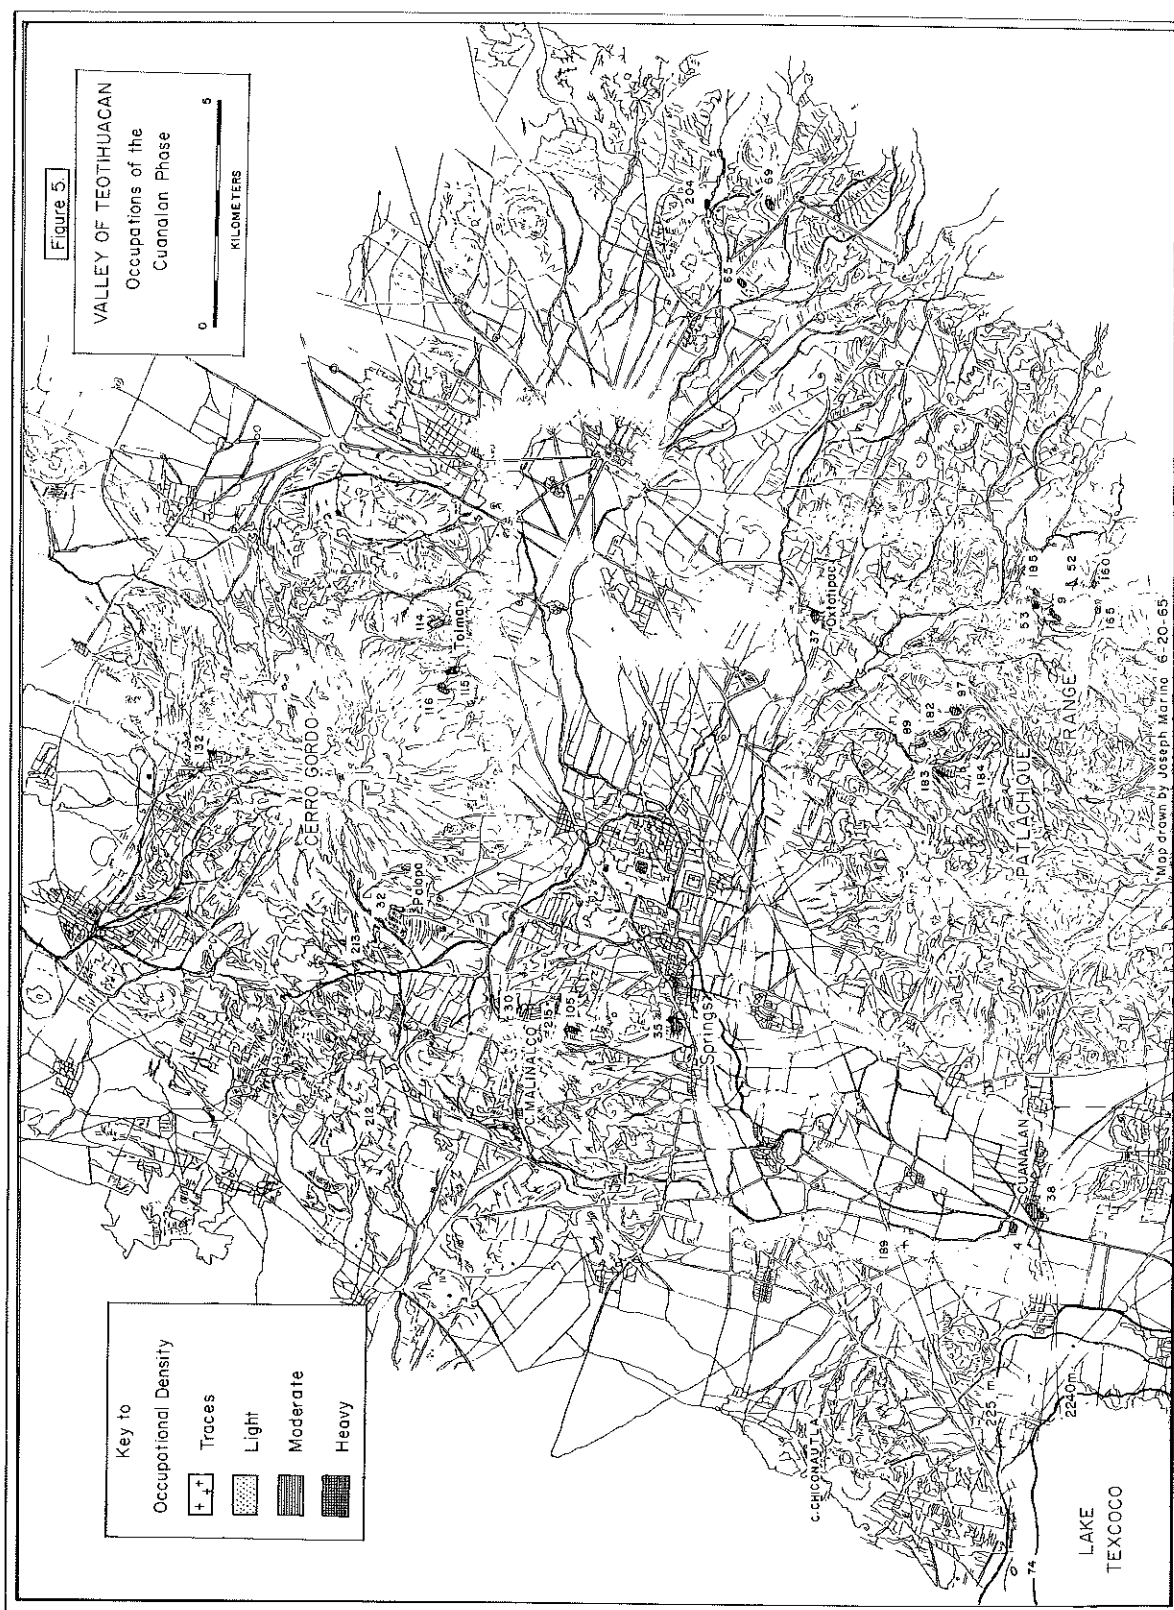 Figure 5.
VALLEY OF TEOTIHUACAN
Occupations of the
Cuanalan Phase
0 5
KILOMETERS
Key to
Occupational Density
Traces
Light
Moderate
Heavy
132
CERRO GORDO
114
Tolman
115
116
213
32
Palapa
212
30
C. MALINALCO
215
105
35
Springs
204
69
65
37
Oxtotipac
89
182
97
183
184
53
185
9
52
160
165
PATLACHIQUE
RANGE
189
CUANALAN
38
4
C. CHICONAUTLA
225
2240m.
74
LAKE
TEXCOCO
Map drawn by Joseph Marino 6-20-65